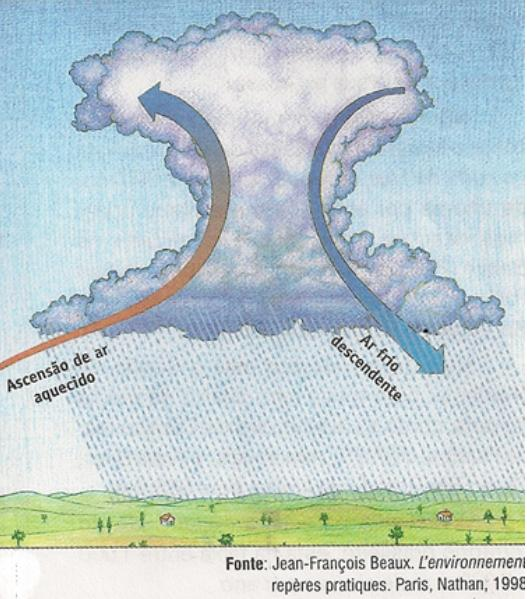 Ascensão de ar
aquecido
Ar frio
descendente
Fonte: Jean-François Beaux. L'environnement
repères pratiques. Paris, Nathan, 1998